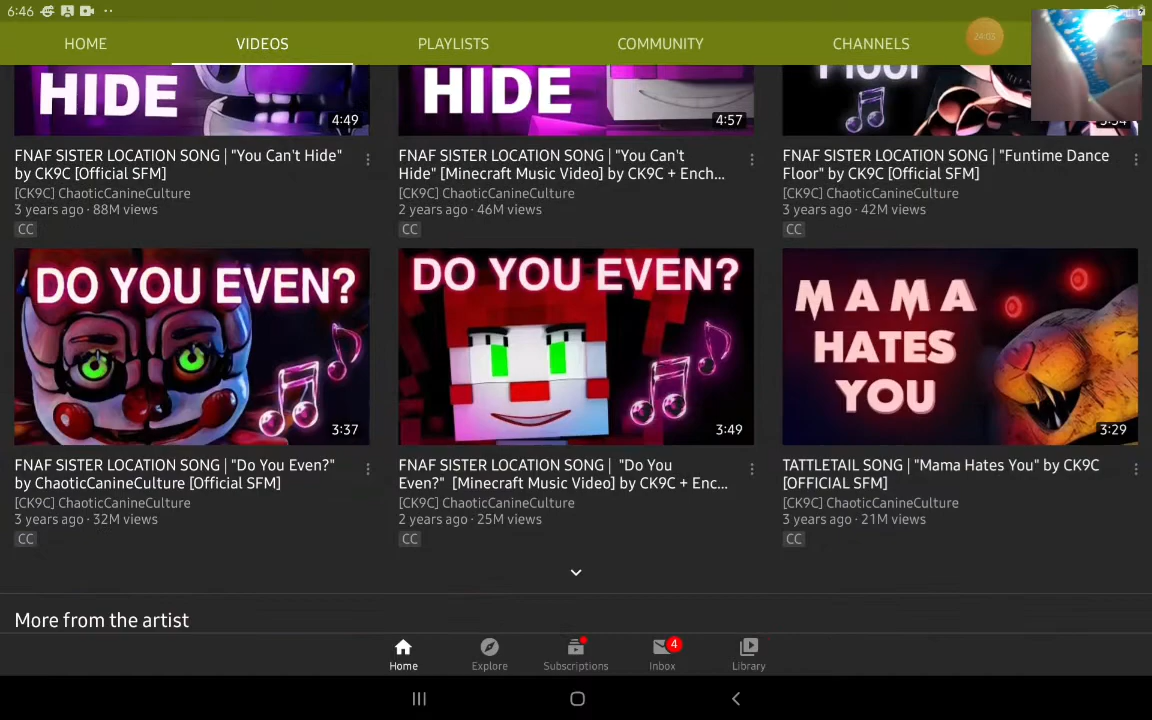 6:46
HOME VIDEOS PLAYLISTS COMMUNITY CHANNELS
24:03
HIDE
4:49
HIDE
4:57
FNAF SISTER LOCATION SONG | "You Can't Hide"
by CK9C [Official SFM]
[CK9C] ChaoticCanineCulture
3 years ago · 88M views
CC
FNAF SISTER LOCATION SONG | "You Can't
Hide" [Minecraft Music Video] by CK9C + Ench...
[CK9C] ChaoticCanineCulture
2 years ago · 46M views
CC
FNAF SISTER LOCATION SONG | "Funtime Dance
Floor" by CK9C [Official SFM]
[CK9C] ChaoticCanineCulture
3 years ago · 42M views
CC
DO YOU EVEN?
3:37
DO YOU EVEN?
3:49
MAMA
HATES
YOU
3:29
FNAF SISTER LOCATION SONG | "Do You Even?"
by ChaoticCanineCulture [Official SFM]
[CK9C] ChaoticCanineCulture
3 years ago · 32M views
CC
FNAF SISTER LOCATION SONG | "Do You
Even?" [Minecraft Music Video] by CK9C + Enc...
[CK9C] ChaoticCanineCulture
2 years ago · 25M views
CC
TATTLETAIL SONG | "Mama Hates You" by CK9C
[OFFICIAL SFM]
[CK9C] ChaoticCanineCulture
3 years ago · 21M views
CC
More from the artist
4
Home Explore Subscriptions Inbox Library